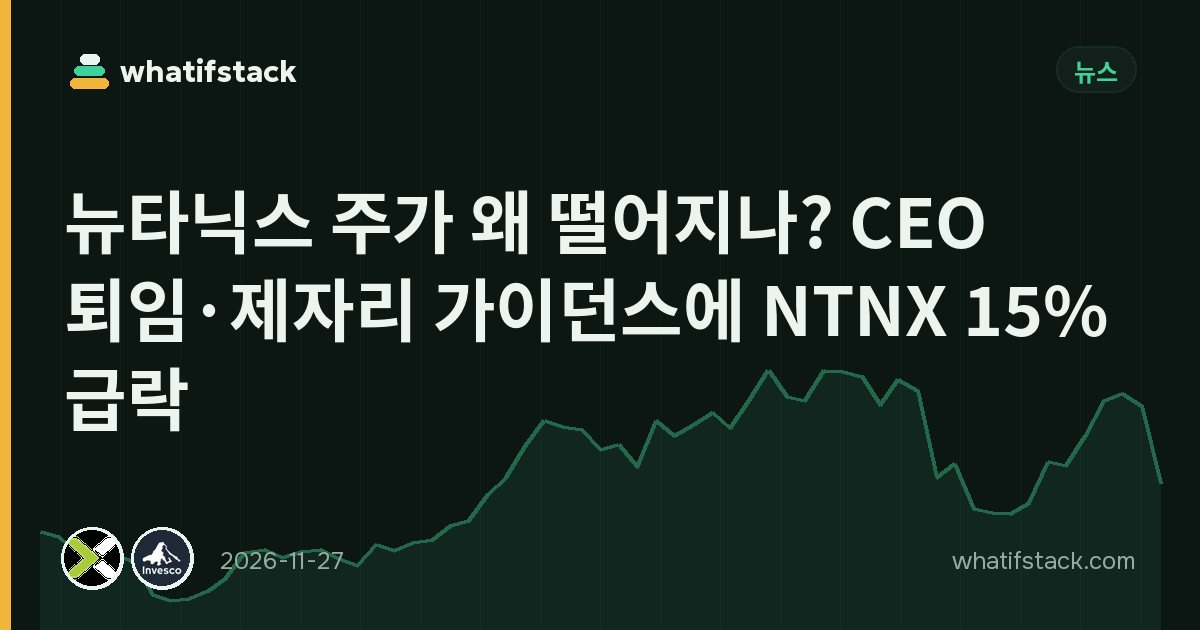 whatifstack
뉴스
뉴타닉스 주가 왜 떨어지나? CEO
퇴임·제자리 가이던스에 NTNX 15%
급락
Invesco
2026-11-27
whatifstack.com